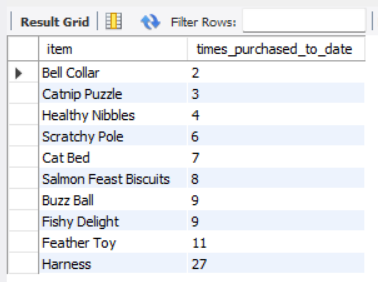 Result Grid Filter Rows:
item times_purchased_to_date
Bell Collar 2
Catnip Puzzle 3
Healthy Nibbles 4
Scratchy Pole 6
Cat Bed 7
Salmon Feast Biscuits 8
Buzz Ball 9
Fishy Delight 9
Feather Toy 11
Harness 27